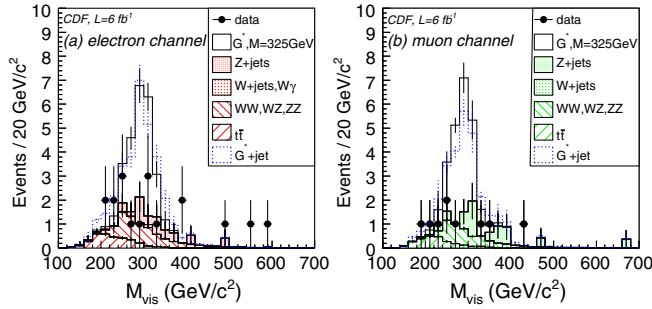 CDF, L=6 fb¹
(a) electron channel
data
G*,M=325GeV
Z+jets
W+jets,Wγ
WW,WZ,ZZ
tt̄
G*+jet
Events / 20 GeV/c²
10
9
8
7
6
5
4
3
2
1
0
100 200 300 400 500 600 700
M_vis (GeV/c²)
CDF, L=6 fb¹
(b) muon channel
data
G*,M=325GeV
Z+jets
W+jets
WW,WZ,ZZ
tt̄
G*+jet
Events / 20 GeV/c²
10
9
8
7
6
5
4
3
2
1
0
100 200 300 400 500 600 700
M_vis (GeV/c²)